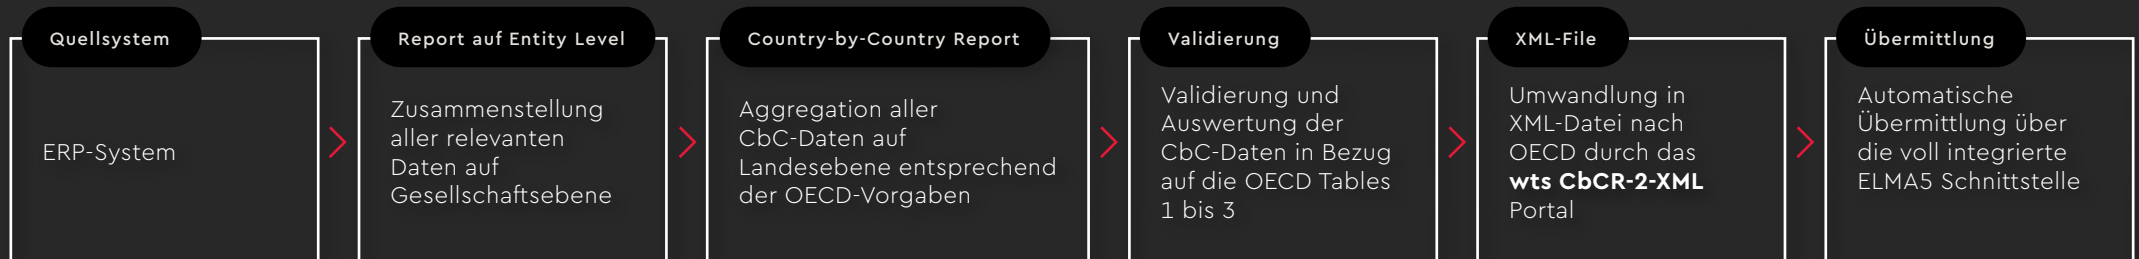 Quellsystem
ERP-System
Report auf Entity Level
Zusammenstellung
aller relevanten
Daten auf
Gesellschaftsebene
Country-by-Country Report
Aggregation aller
CbC-Daten auf
Landesebene entsprechend
der OECD-Vorgaben
Validierung
Validierung und
Auswertung der
CbC-Daten in Bezug
auf die OECD Tables
1 bis 3
XML-File
Umwandlung in
XML-Datei nach
OECD durch das
wts CbCR-2-XML
Portal
Übermittlung
Automatische
Übermittlung über
die voll integrierte
ELMA5 Schnittstelle